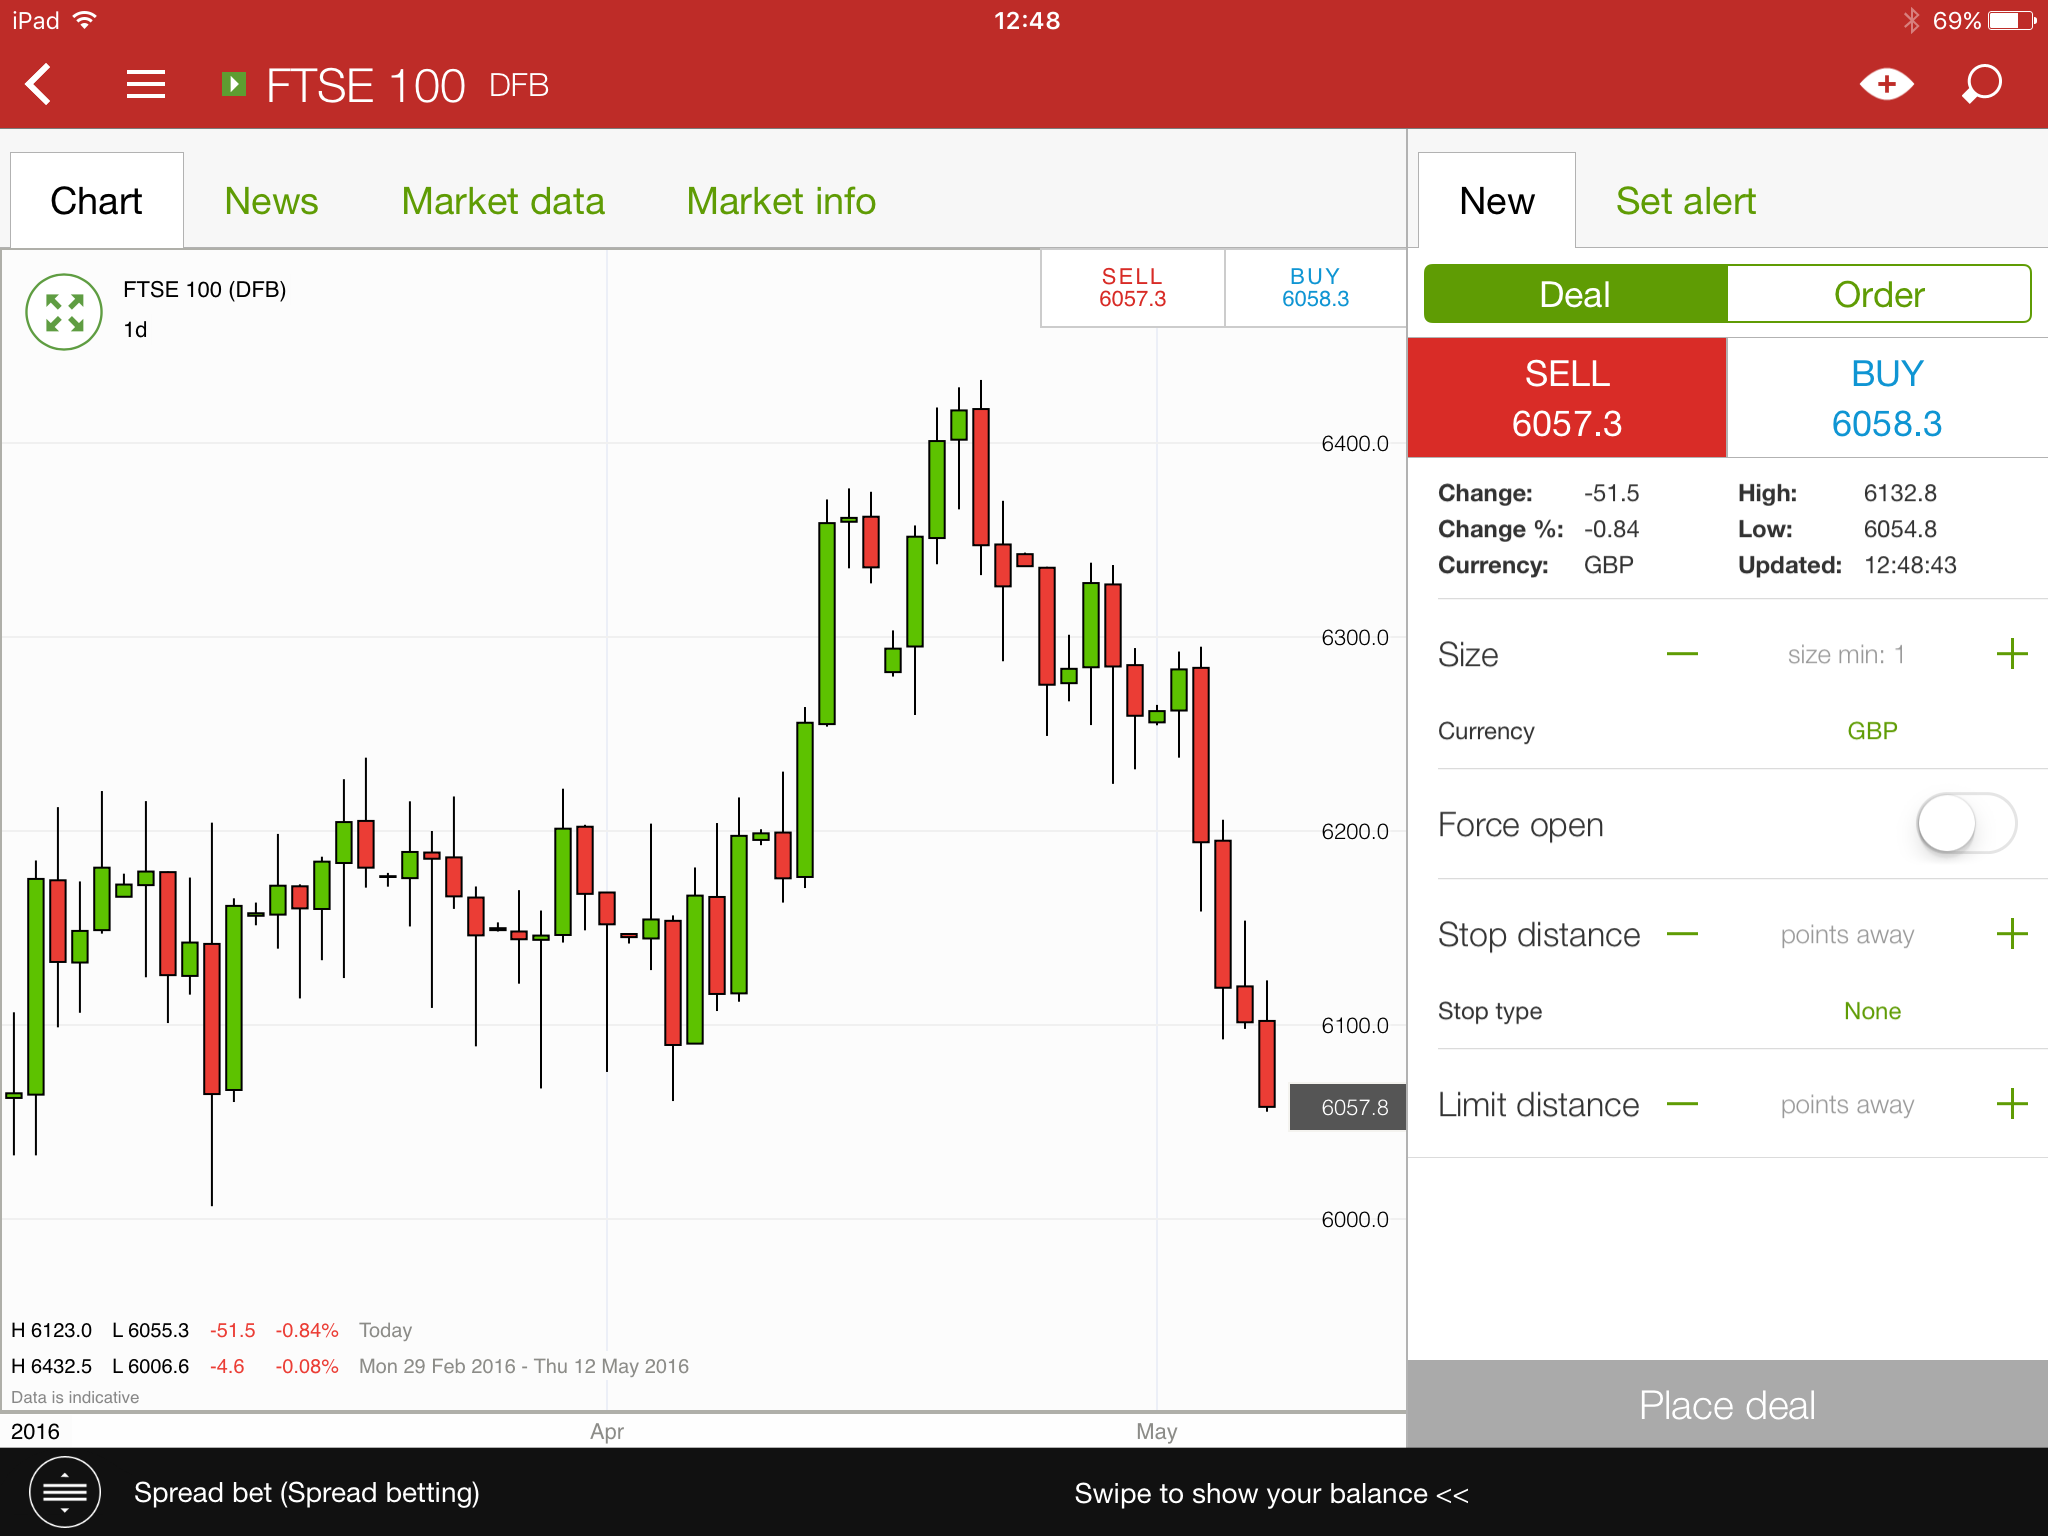 iPad 12:48 69%
FTSE 100 DFB
Chart News Market data Market info
New Set alert
FTSE 100 (DFB)
1d
SELL
6057.3
BUY
6058.3
6400.0
6300.0
6200.0
6100.0
6057.8
6000.0
H 6123.0 L 6055.3 -51.5 -0.84% Today
H 6432.5 L 6006.6 -4.6 -0.08% Mon 29 Feb 2016 - Thu 12 May 2016
Data is indicative
2016 Apr May
Deal Order
SELL
6057.3
BUY
6058.3
Change: -51.5 High: 6132.8
Change %: -0.84 Low: 6054.8
Currency: GBP Updated: 12:48:43
Size size min: 1
Currency GBP
Force open
Stop distance points away
Stop type None
Limit distance points away
Place deal
Spread bet (Spread betting) Swipe to show your balance <<